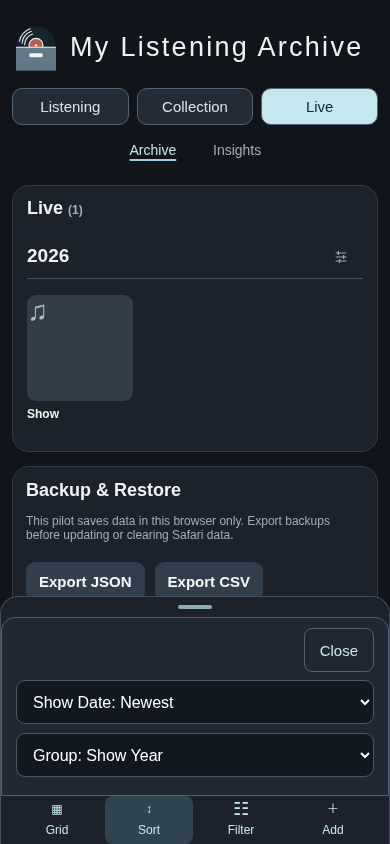 My Listening Archive
Listening
Collection
Live
Archive
Insights
Live (1)
2026
Show
Backup & Restore
This pilot saves data in this browser only. Export backups
before updating or clearing Safari data.
Export JSON
Export CSV
Close
Show Date: Newest
Group: Show Year
Grid
Sort
Filter
Add